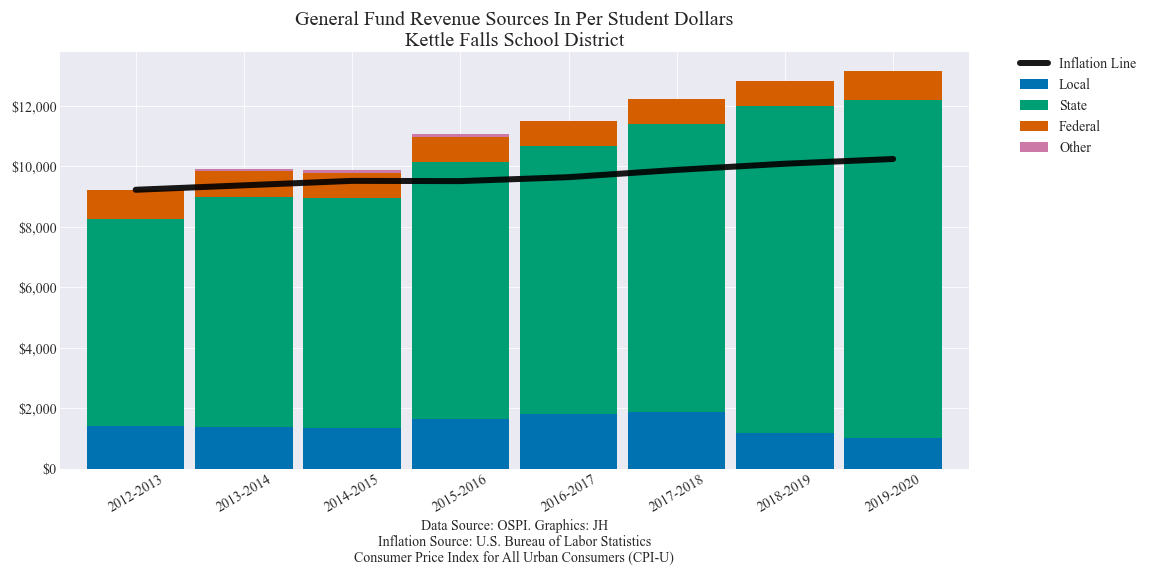 General Fund Revenue Sources In Per Student Dollars
Kettle Falls School District
Inflation Line
Local
State
Federal
Other
$12,000
$10,000
$8,000
$6,000
$4,000
$2,000
$0
2012-2013
2013-2014
2014-2015
2015-2016
2016-2017
2017-2018
2018-2019
2019-2020
Data Source: OSPI. Graphics: JH
Inflation Source: U.S. Bureau of Labor Statistics
Consumer Price Index for All Urban Consumers (CPI-U)